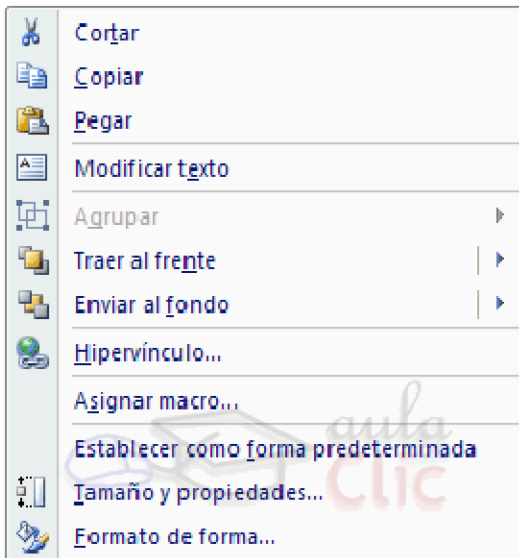 Cortar
Copiar
Pegar
Modificar texto
Agrupar
Traer al frente
Enviar al fondo
Hipervínculo...
Asignar macro...
aula
Establecer como forma predeterminada
clic
Tamaño y propiedades...
Formato de forma...